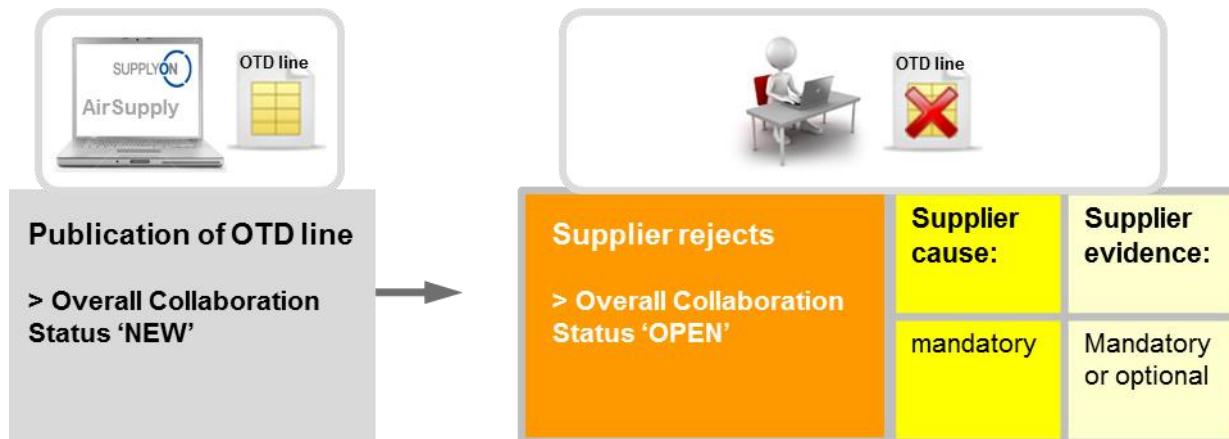 SUPPLYON
AirSupply
OTD line
Publication of OTD line
> Overall Collaboration
Status ‘NEW’
OTD line
Supplier rejects
> Overall Collaboration
Status ‘OPEN’
Supplier
cause:
Supplier
evidence:
mandatory
Mandatory
or optional